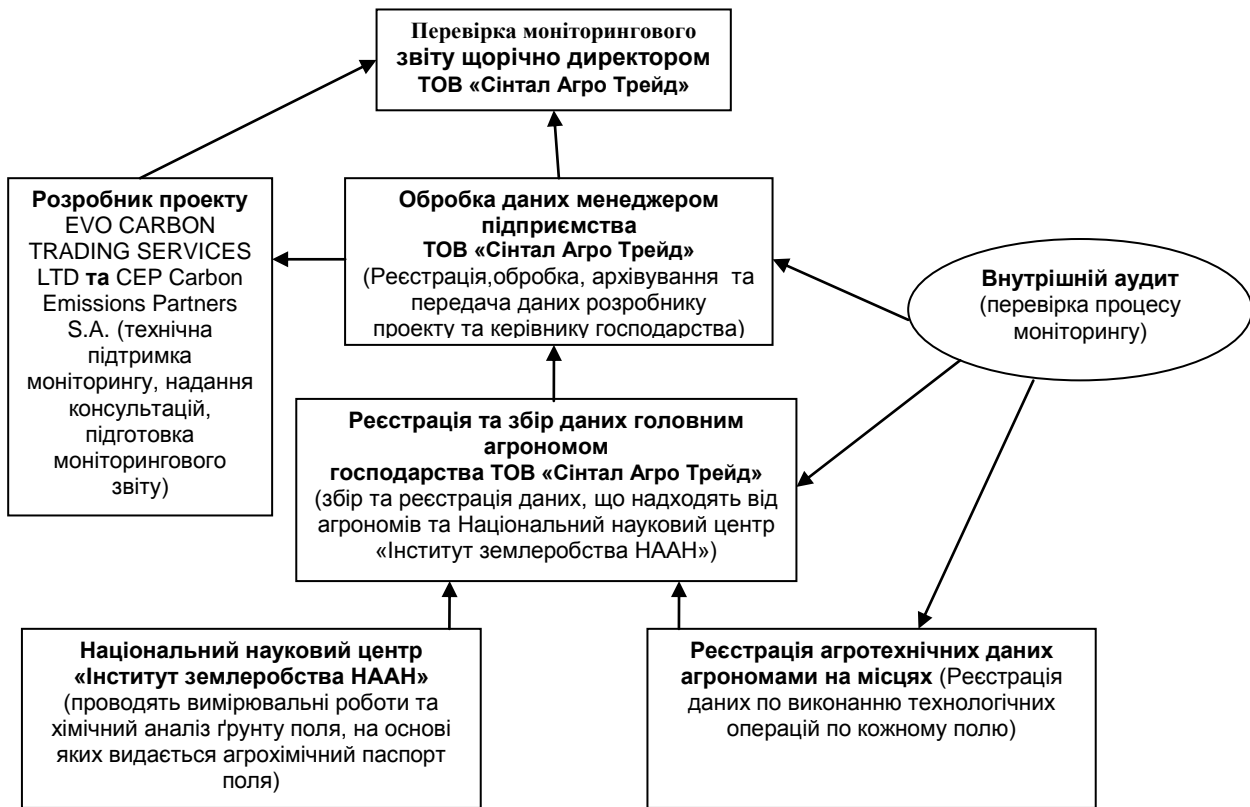 Перевірка моніторингового
звіту щорічно директором
ТОВ «Сінтал Агро Трейд»
Розробник проекту
EVO CARBON
TRADING SERVICES
LTD та CEP Carbon
Emissions Partners
S.A. (технічна
підтримка
моніторингу, надання
консультацій,
підготовка
моніторингового
звіту)
Обробка даних менеджером
підприємства
ТОВ «Сінтал Агро Трейд»
(Реєстрація,обробка, архівування та
передача даних розробнику
проекту та керівнику господарства)
Внутрішній аудит
(перевірка процесу
моніторингу)
Реєстрація та збір даних головним
агрономом
господарства ТОВ «Сінтал Агро Трейд»
(збір та реєстрація даних, що надходять від
агрономів та Національний науковий центр
«Інститут землеробства НААН»)
Національний науковий центр
«Інститут землеробства НААН»
(проводять вимірювальні роботи та
хімічний аналіз ґрунту поля, на основі
яких видається агрохімічний паспорт
поля)
Реєстрація агротехнічних даних
агрономами на місцях (Реєстрація
даних по виконанню технологічних
операцій по кожному полю)